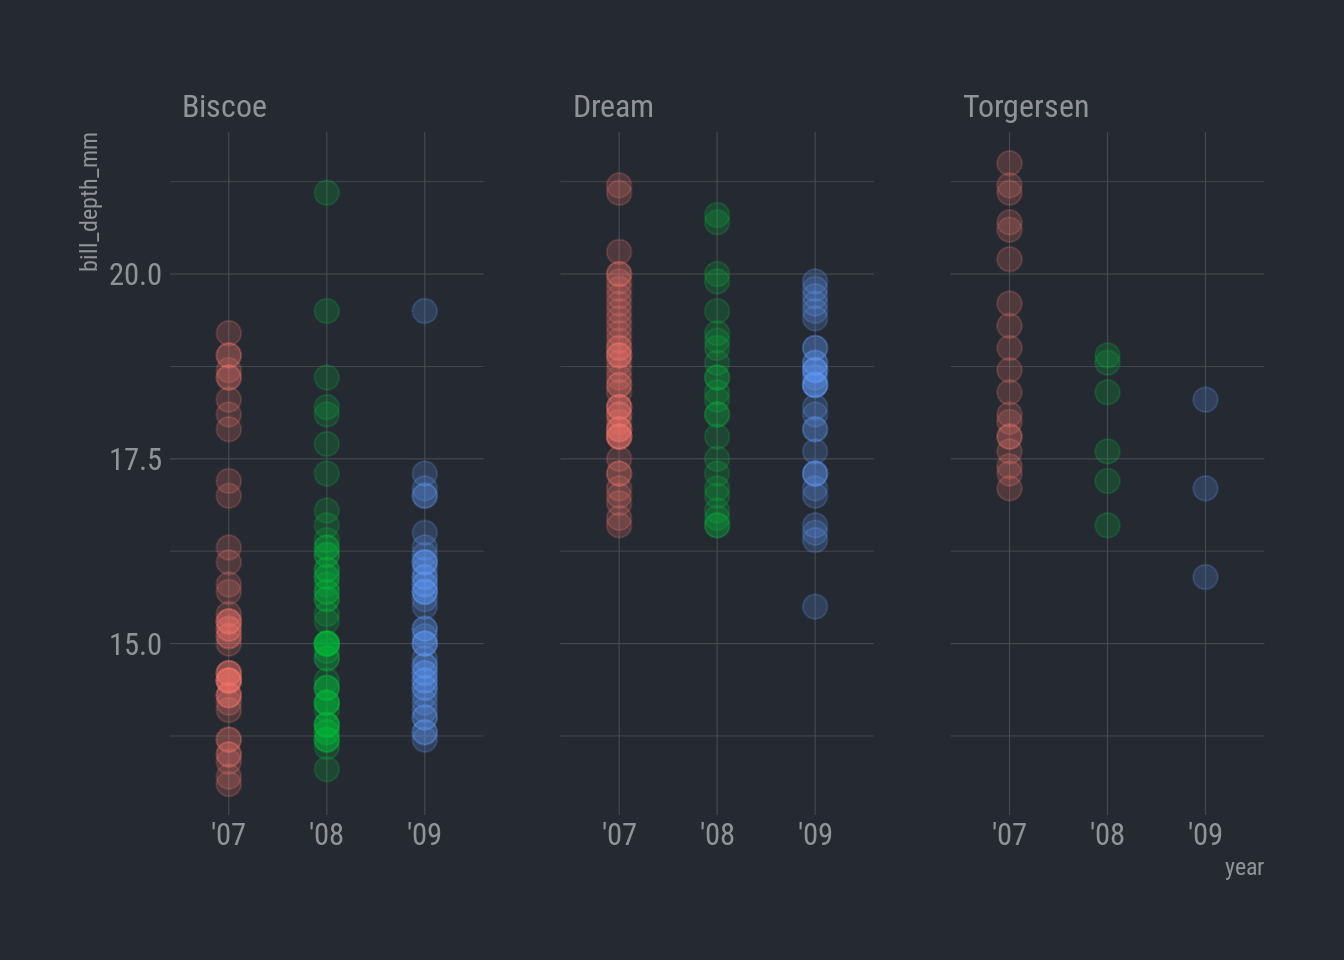 Biscoe
Dream
Torgersen
bill_depth_mm
20.0
17.5
15.0
'07 '08 '09
'07 '08 '09
'07 '08 '09
year